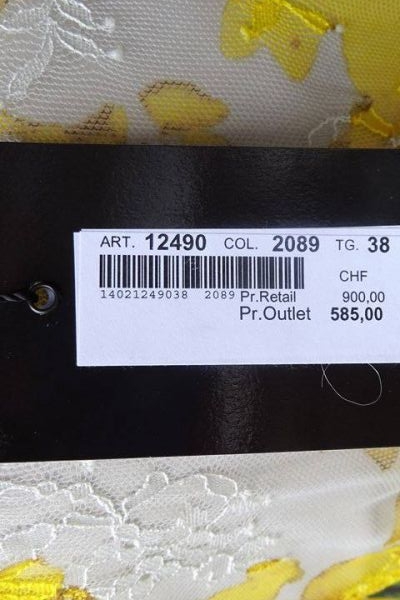 ART. 12490 COL. 2089 TG. 38
CHF
14021249038 2089 Pr.Retail 900,00
Pr.Outlet 585,00